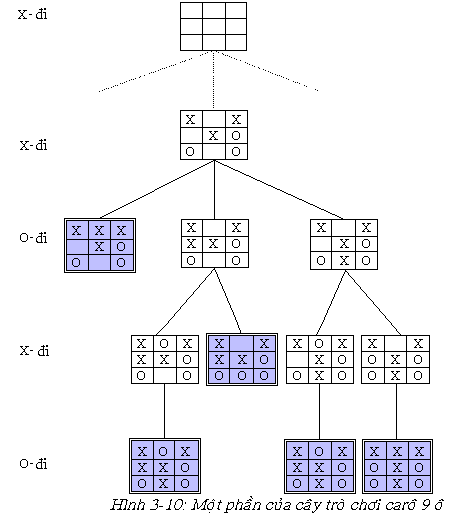 X- đi
X- đi
X X
X O
O O
O- đi
X X X
X O
O O
X X
X X O
O O
X X
X O
O X O
X- đi
X O X
X X O
O O
X X
X X O
O O O
X O X
X O
O X O
X X
O X O
O X O
O- đi
X O X
X X O
O X O
X O X
X X O
O X O
X X X
O X O
O X O
Hình 3-10: Một phần của cây trò chơi carô 9 ô